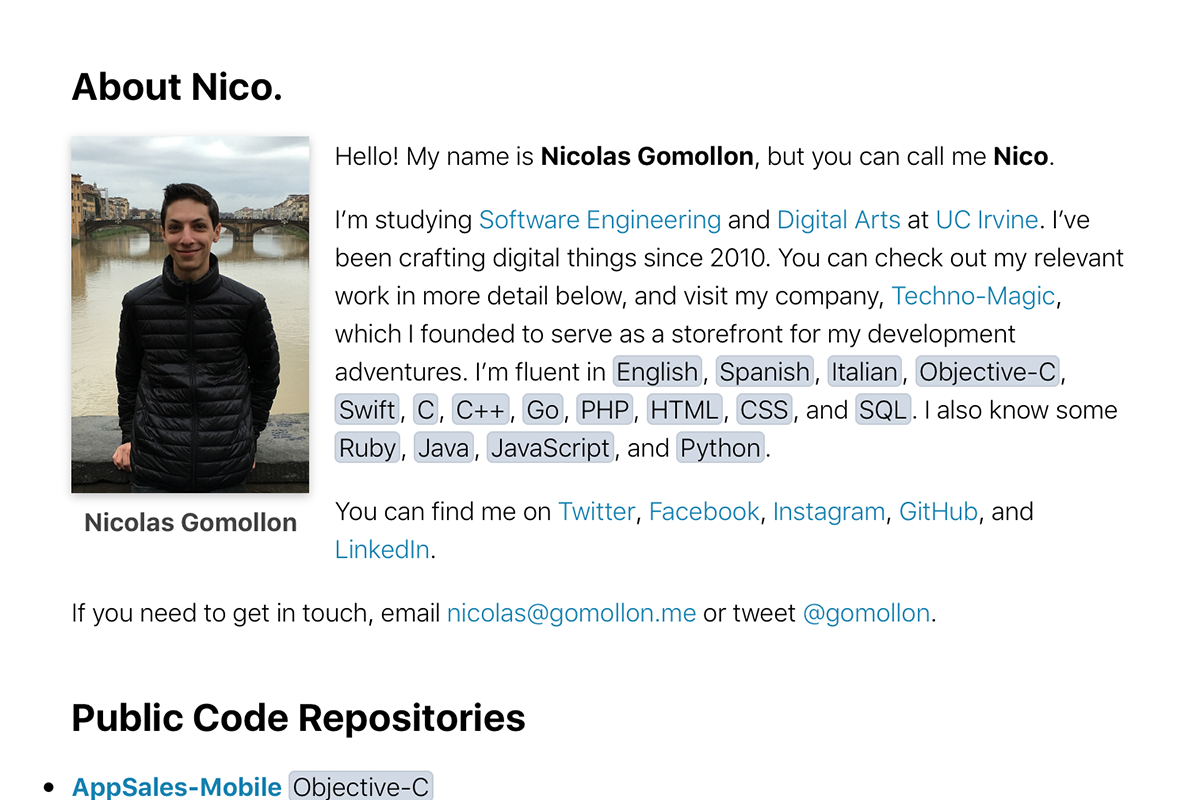 About Nico.
Hello! My name is Nicolas Gomollon, but you can call me Nico.
I’m studying Software Engineering and Digital Arts at UC Irvine. I’ve
been crafting digital things since 2010. You can check out my relevant
work in more detail below, and visit my company, Techno-Magic,
which I founded to serve as a storefront for my development
adventures. I’m fluent in English, Spanish, Italian, Objective-C,
Swift, C, C++, Go, PHP, HTML, CSS, and SQL. I also know some
Ruby, Java, JavaScript, and Python.
Nicolas Gomollon
You can find me on Twitter, Facebook, Instagram, GitHub, and
LinkedIn.
If you need to get in touch, email nicolas@gomollon.me or tweet @gomollon.
Public Code Repositories
• AppSales-Mobile Objective-C